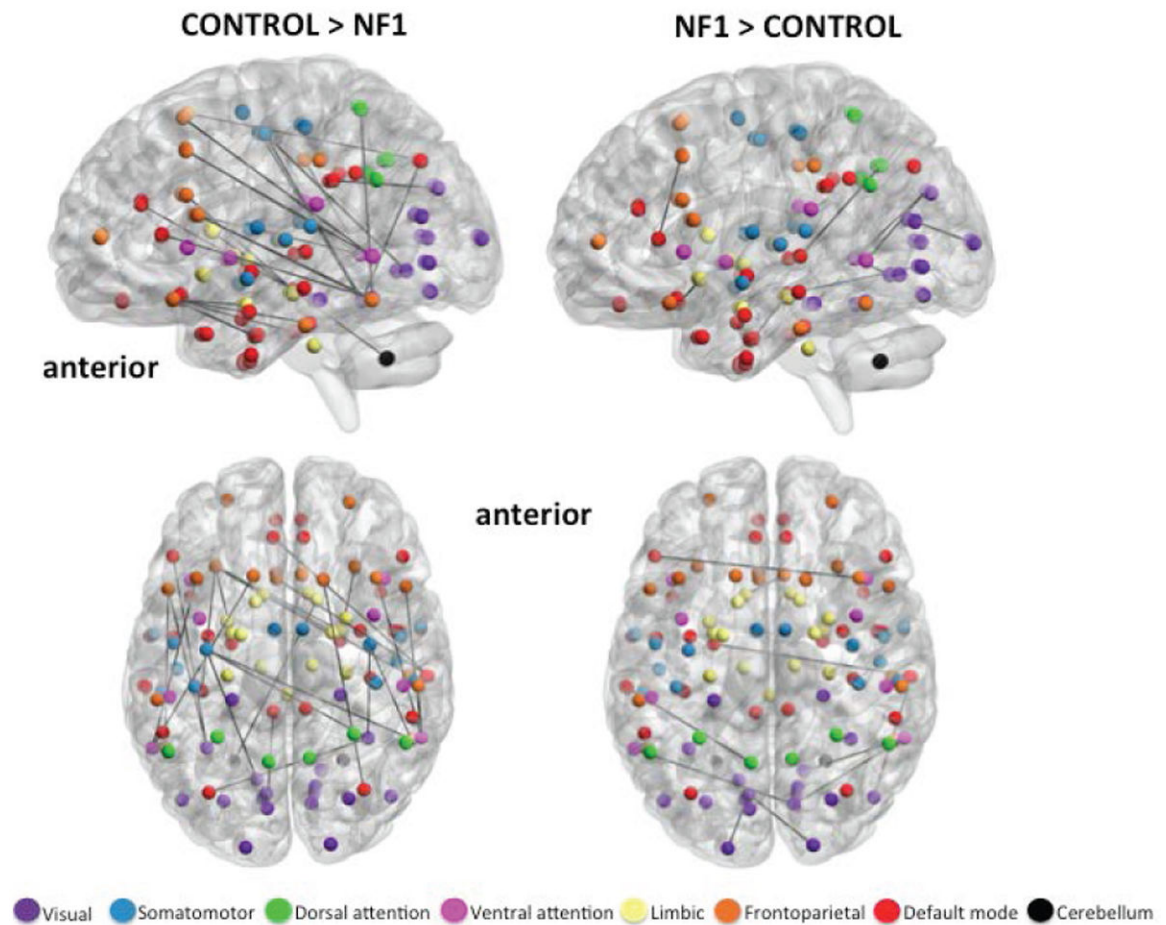 CONTROL > NF1
NF1 > CONTROL
anterior
anterior
Visual Somatomotor Dorsal attention Ventral attention Limbic Frontoparietal Default mode Cerebellum